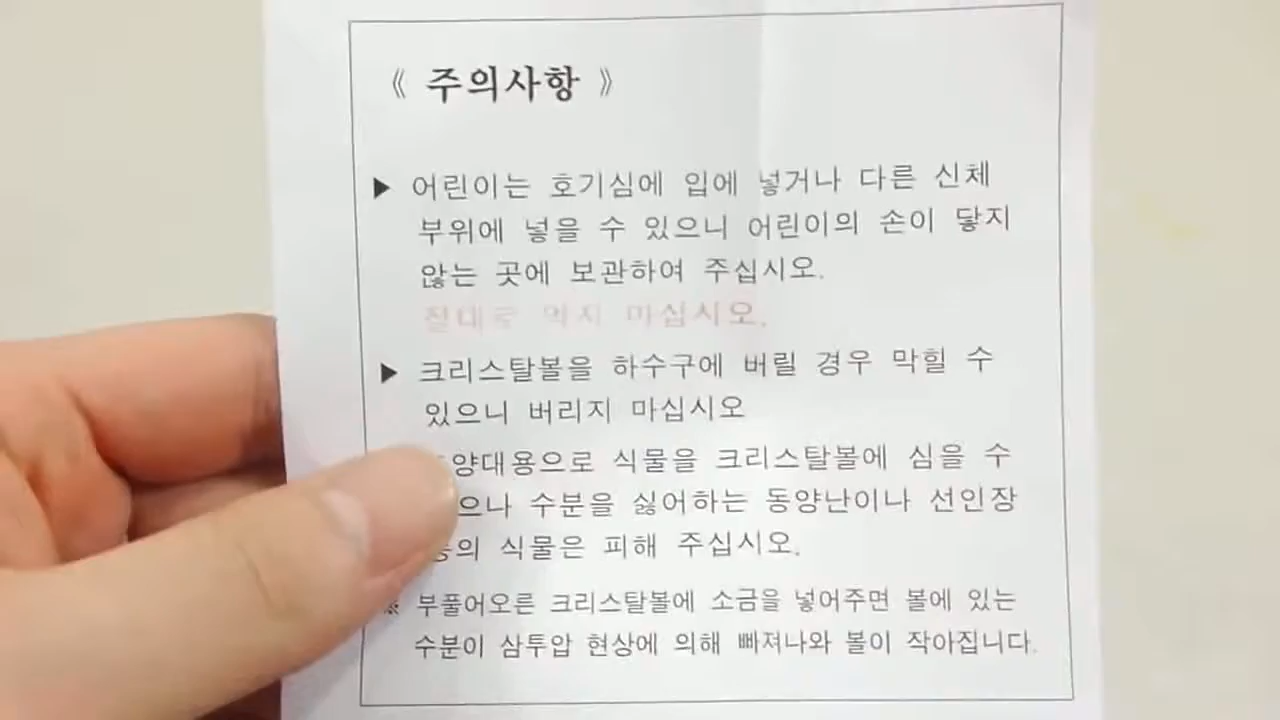 《 주의사항 》
▶ 어린이는 호기심에 입에 넣거나 다른 신체
부위에 넣을 수 있으니 어린이의 손이 닿지
않는 곳에 보관하여 주십시오.
절대로 먹지 마십시오.
▶ 크리스탈볼을 하수구에 버릴 경우 막힐 수
있으니 버리지 마십시오
식물을 크리스탈볼에 심을 수
수분을 싫어하는 동양난이나 선인장
식물은 피해 주십시오.
※ 부풀어오른 크리스탈볼에 소금을 넣어주면 볼에 있는
수분이 삼투압 현상에 의해 빠져나와 볼이 작아집니다.